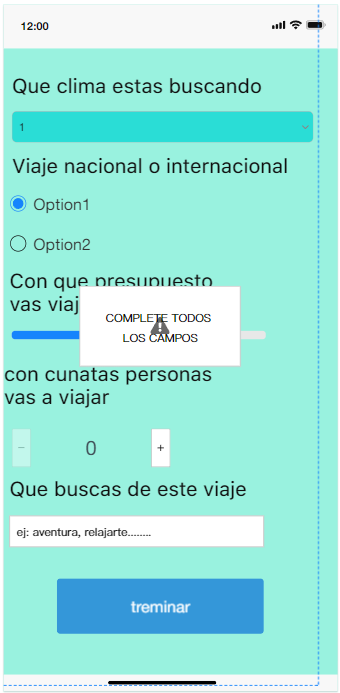 12:00
Que clima estas buscando
1
Viaje nacional o internacional
Option1
Option2
Con que presupuesto
vas viaj
COMPLETE TODOS
LOS CAMPOS
con cunatas personas
vas a viajar
− 0 +
Que buscas de este viaje
ej: aventura, relajarte........
treminar